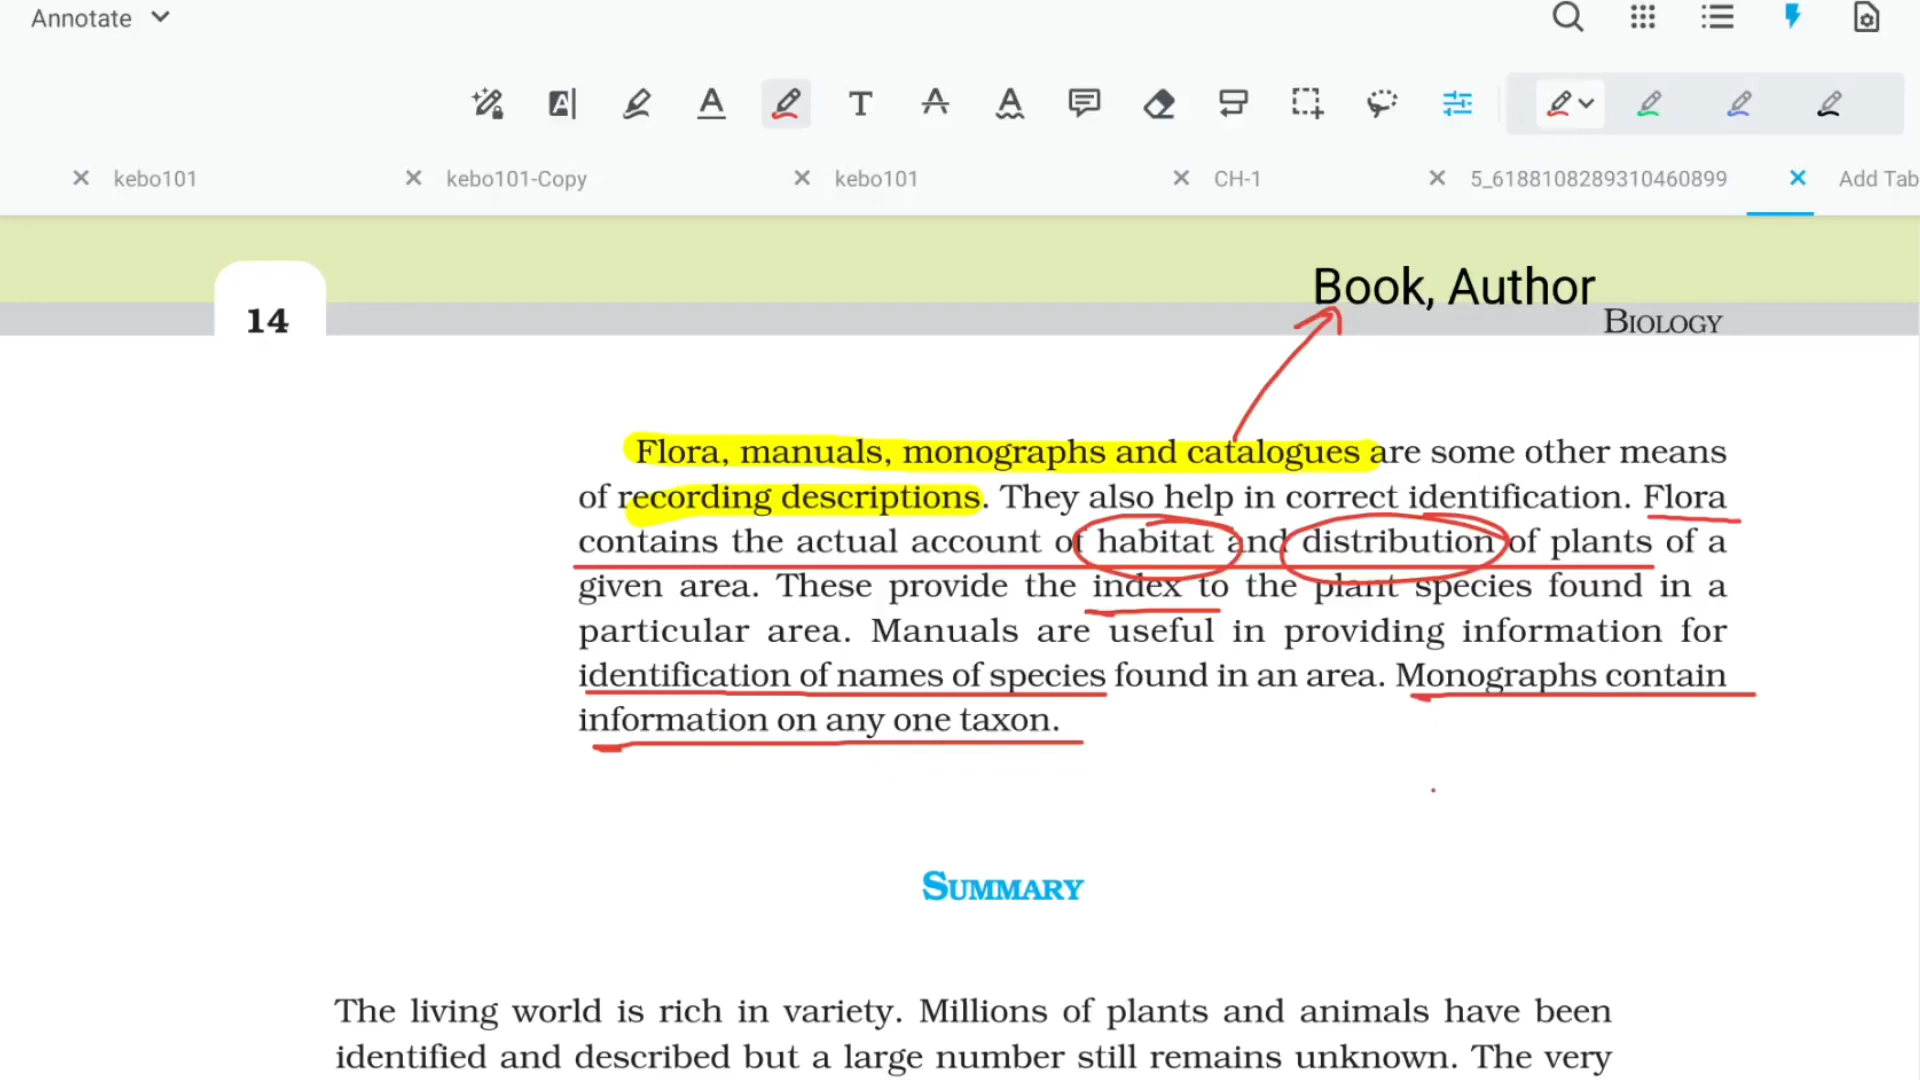 Annotate
kebo101
kebo101-Copy
kebo101
CH-1
5_6188108289310460899
Add Tab
Book, Author
14
BIOLOGY
Flora, manuals, monographs and catalogues are some other means
of recording descriptions. They also help in correct identification. Flora
contains the actual account of habitat and distribution of plants of a
given area. These provide the index to the plant species found in a
particular area. Manuals are useful in providing information for
identification of names of species found in an area. Monographs contain
information on any one taxon.
SUMMARY
The living world is rich in variety. Millions of plants and animals have been
identified and described but a large number still remains unknown. The very